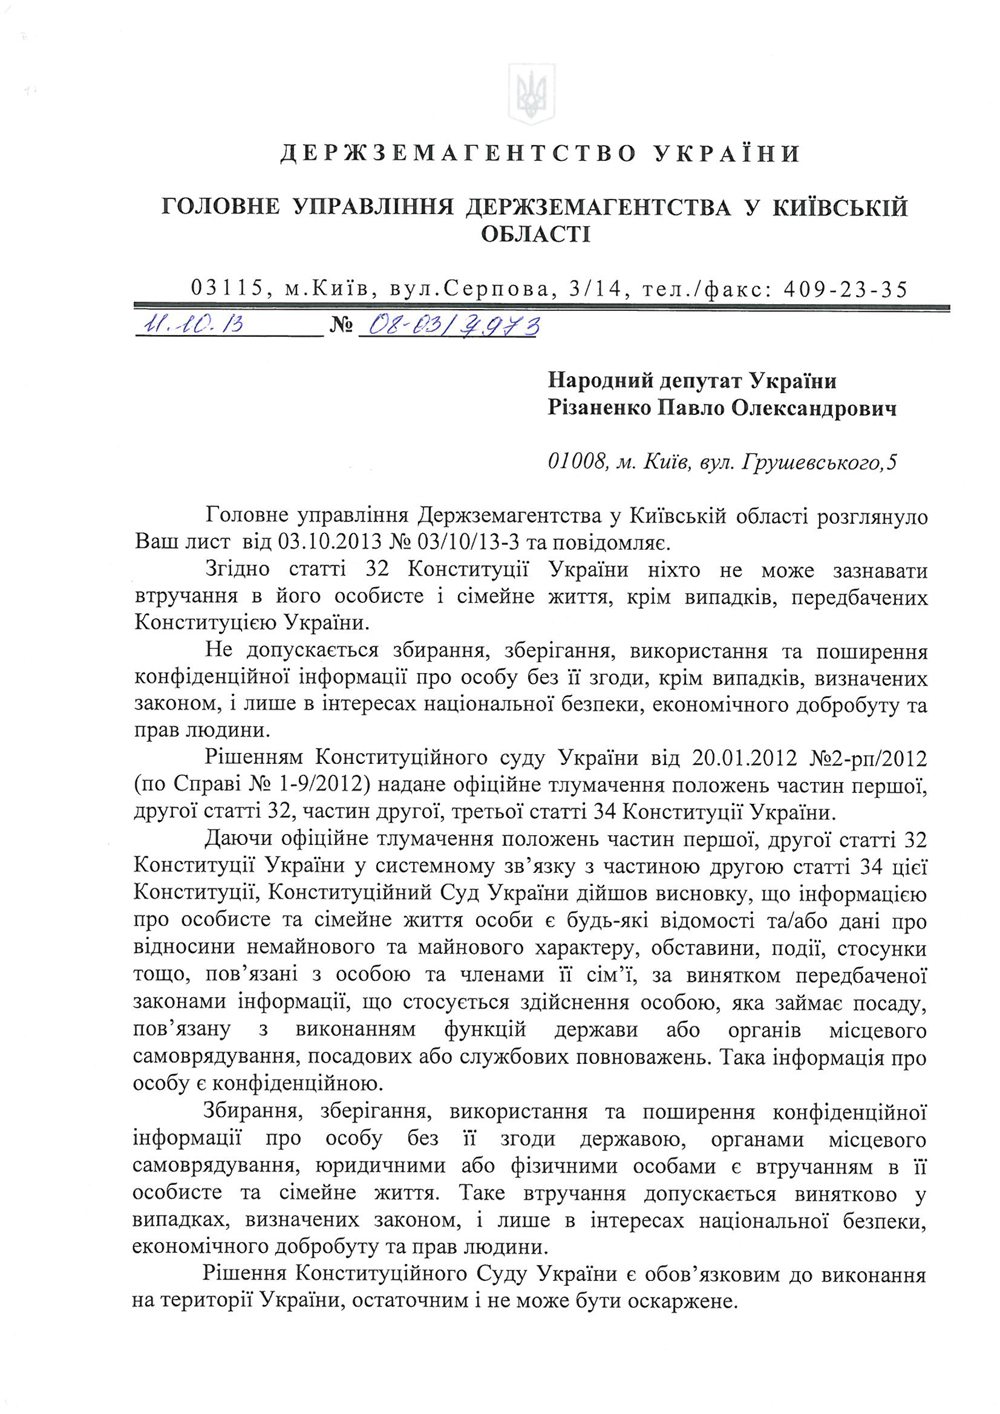 ДЕРЖЗЕМАГЕНТСТВО УКРАЇНИ
ГОЛОВНЕ УПРАВЛІННЯ ДЕРЖЗЕМАГЕНТСТВА У КИЇВСЬКІЙ
ОБЛАСТІ
03115, м.Київ, вул.Серпова, 3/14, тел./факс: 409-23-35
11.10.13 № 08-03/7973
Народний депутат України
Різаненко Павло Олександрович
01008, м. Київ, вул. Грушевського,5
Головне управління Держземагентства у Київській області розглянуло
Ваш лист від 03.10.2013 № 03/10/13-3 та повідомляє.
Згідно статті 32 Конституції України ніхто не може зазнавати
втручання в його особисте і сімейне життя, крім випадків, передбачених
Конституцією України.
Не допускається збирання, зберігання, використання та поширення
конфіденційної інформації про особу без її згоди, крім випадків, визначених
законом, і лише в інтересах національної безпеки, економічного добробуту та
прав людини.
Рішенням Конституційного суду України від 20.01.2012 №2-рп/2012
(по Справі № 1-9/2012) надане офіційне тлумачення положень частин першої,
другої статті 32, частин другої, третьої статті 34 Конституції України.
Даючи офіційне тлумачення положень частин першої, другої статті 32
Конституції України у системному зв’язку з частиною другою статті 34 цієї
Конституції, Конституційний Суд України дійшов висновку, що інформацією
про особисте та сімейне життя особи є будь-які відомості та/або дані про
відносини немайнового та майнового характеру, обставини, події, стосунки
тощо, пов’язані з особою та членами її сім’ї, за винятком передбаченої
законами інформації, що стосується здійснення особою, яка займає посаду,
пов’язану з виконанням функцій держави або органів місцевого
самоврядування, посадових або службових повноважень. Така інформація про
особу є конфіденційною.
Збирання, зберігання, використання та поширення конфіденційної
інформації про особу без її згоди державою, органами місцевого
самоврядування, юридичними або фізичними особами є втручанням в її
особисте та сімейне життя. Таке втручання допускається винятково у
випадках, визначених законом, і лише в інтересах національної безпеки,
економічного добробуту та прав людини.
Рішення Конституційного Суду України є обов’язковим до виконання
на території України, остаточним і не може бути оскаржене.